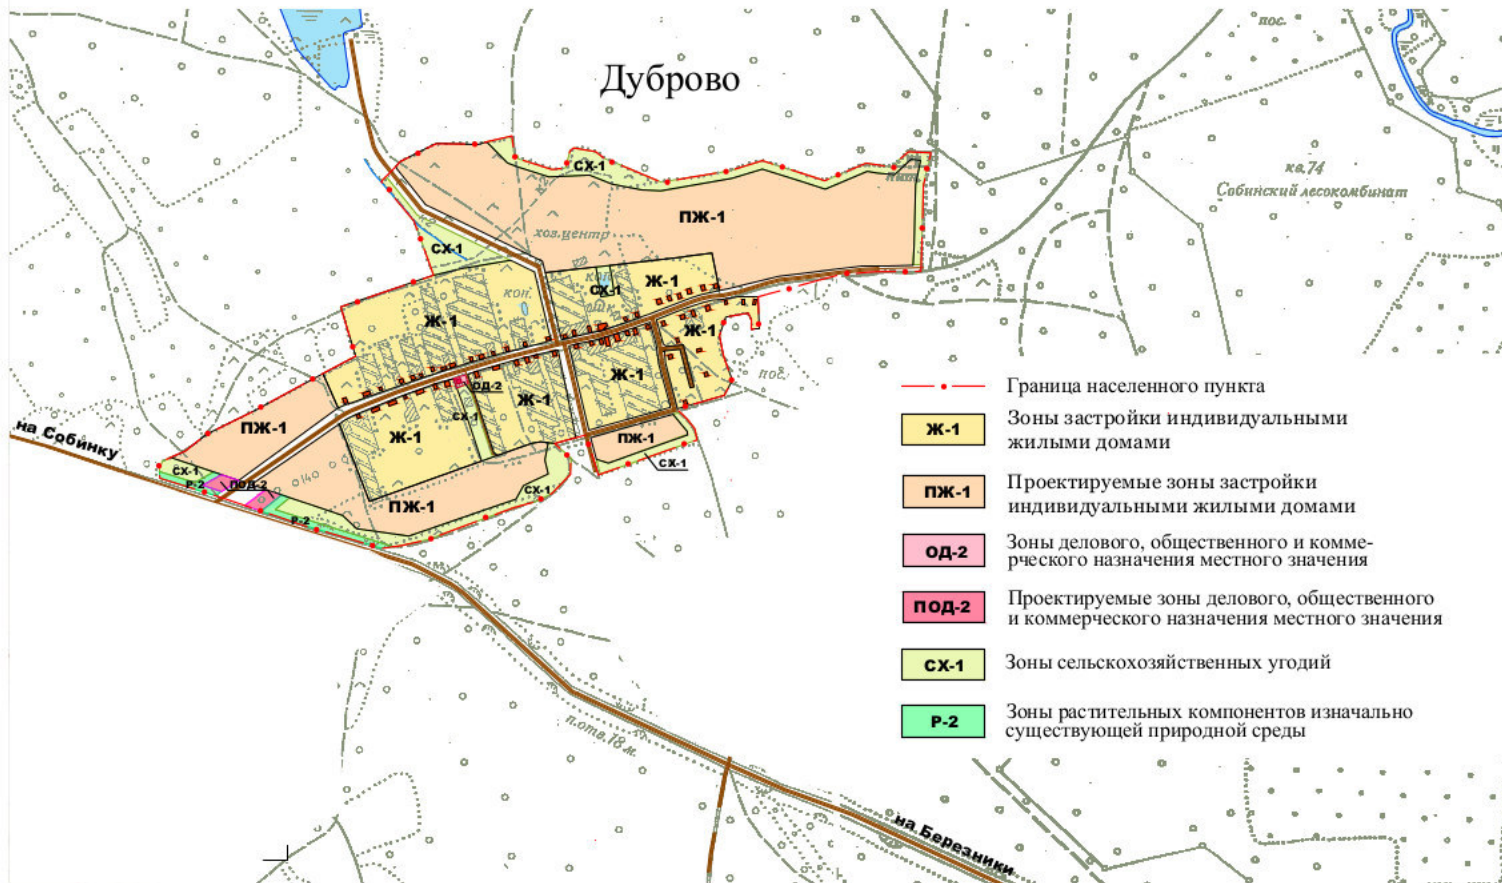 пос.
Дуброво
кв.74
Собинский лесокомбинат
СХ-1
пит.
ПЖ-1
хоз.центр
СХ-1
кон.
СХ-1
Ж-1
кон.
Ж-1
Ж-1
пос.
Ж-1
ОД-2
Ж-1
СХ-1
ПЖ-1
на Собинку
Ж-1
ПЖ-1
СХ-1
СХ-1
140
Р-2
ПОД-2
СХ-1
ПЖ-1
Р-2
Граница населенного пункта
Ж-1
Зоны застройки индивидуальными
жилыми домами
ПЖ-1
Проектируемые зоны застройки
индивидуальными жилыми домами
ОД-2
Зоны делового, общественного и комме-
рческого назначения местного значения
ПОД-2
Проектируемые зоны делового, общественного
и коммерческого назначения местного значения
СХ-1
Зоны сельскохозяйственных угодий
Р-2
Зоны растительных компонентов изначально
существующей природной среды
п.отв.18 м.
на Березники